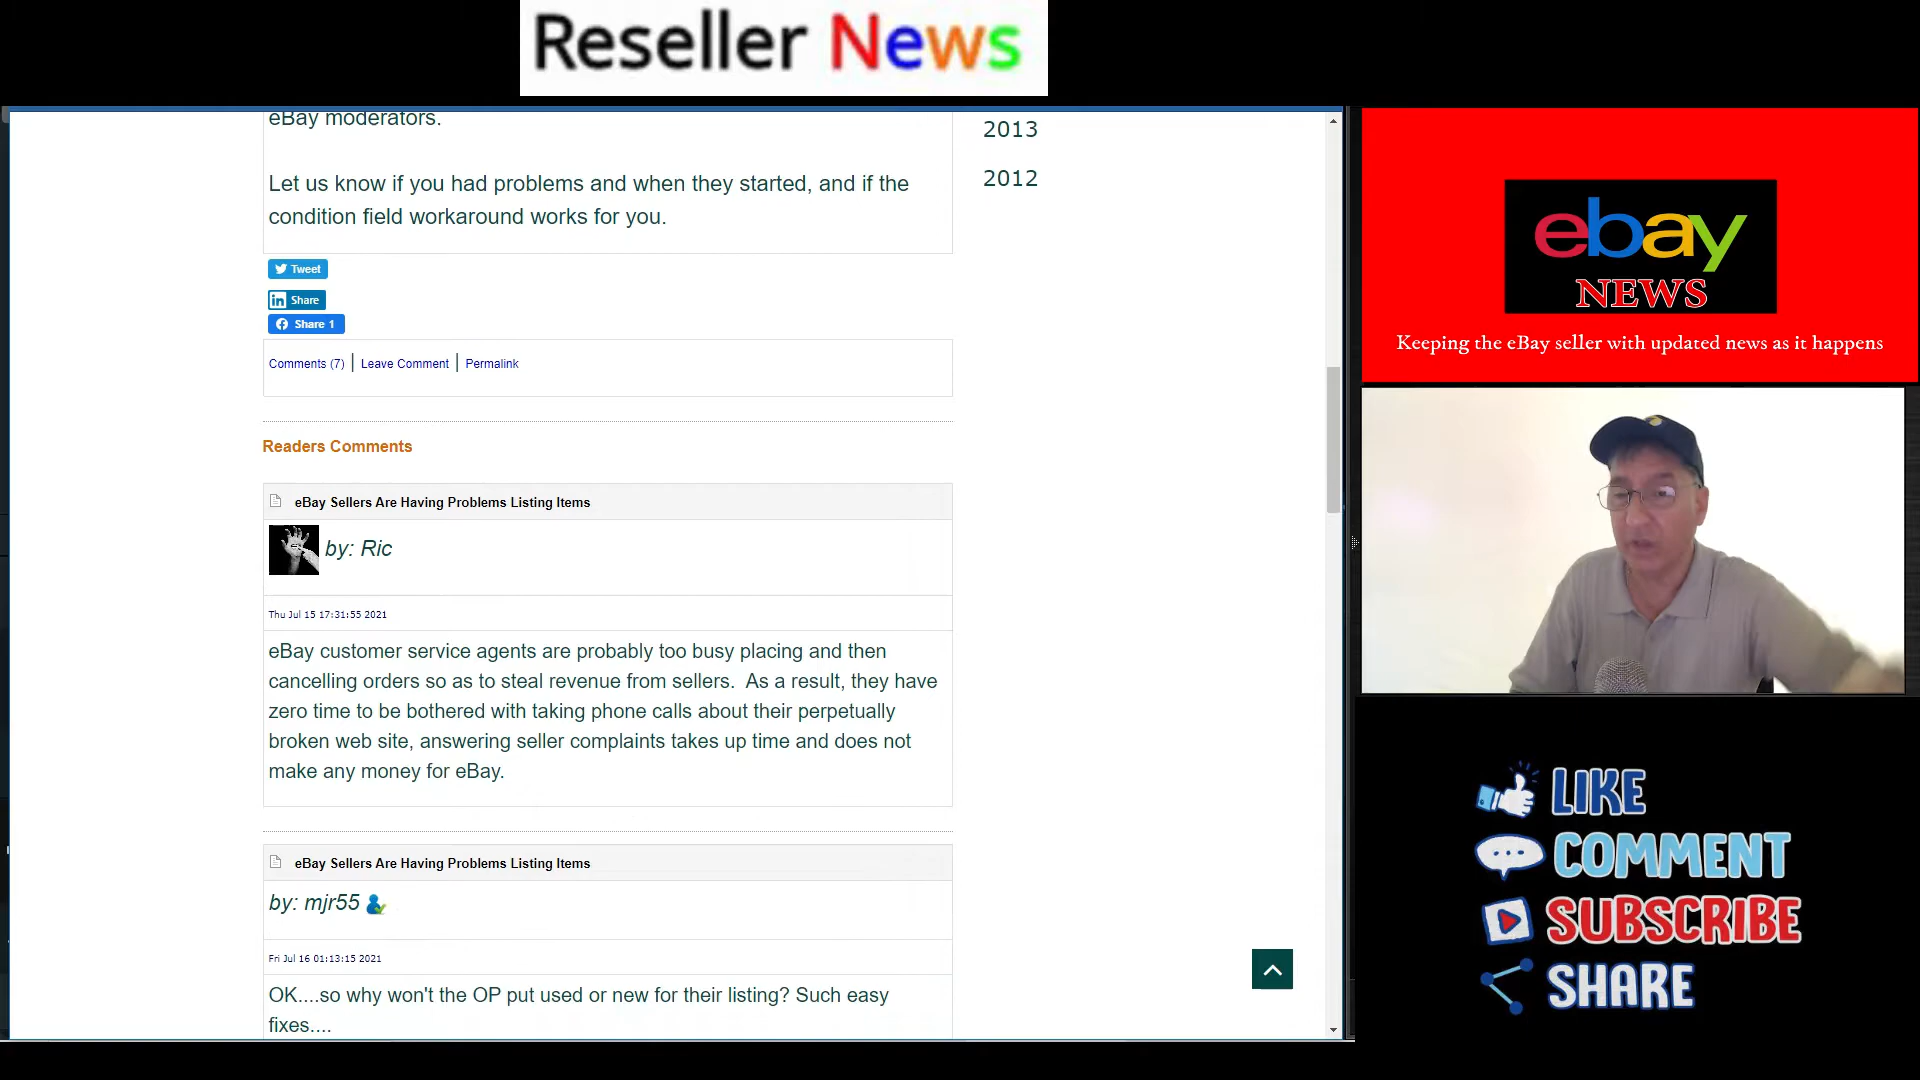 Reseller News
eBay moderators.
Let us know if you had problems and when they started, and if the
condition field workaround works for you.
Tweet
in Share
Share 1
Comments (7) | Leave Comment | Permalink
Readers Comments
eBay Sellers Are Having Problems Listing Items
by: Ric
Thu Jul 15 17:31:55 2021
eBay customer service agents are probably too busy placing and then
cancelling orders so as to steal revenue from sellers.  As a result, they have
zero time to be bothered with taking phone calls about their perpetually
broken web site, answering seller complaints takes up time and does not
make any money for eBay.
eBay Sellers Are Having Problems Listing Items
by: mjr55
Fri Jul 16 01:13:15 2021
OK....so why won't the OP put used or new for their listing? Such easy
fixes....
2013
2012
ebay
NEWS
Keeping the eBay seller with updated news as it happens
LIKE
COMMENT
SUBSCRIBE
SHARE